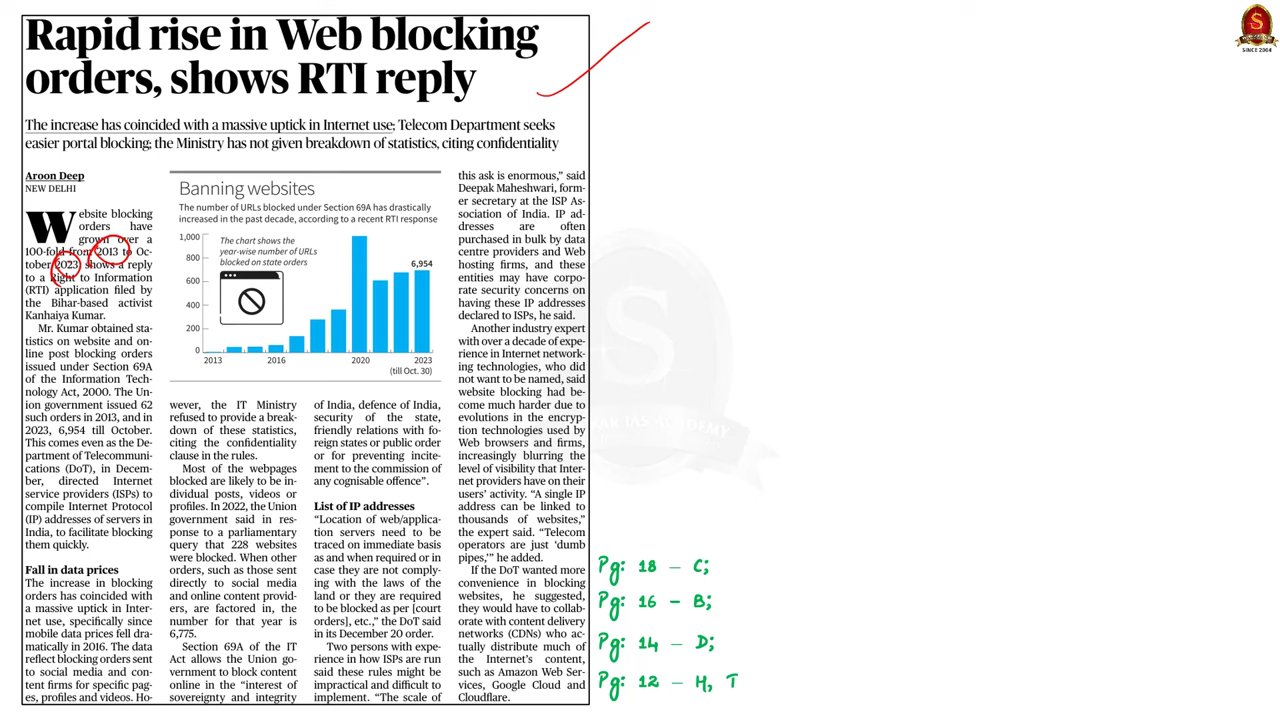 Rapid rise in Web blocking
orders, shows RTI reply
The increase has coincided with a massive uptick in Internet use; Telecom Department seeks
easier portal blocking; the Ministry has not given breakdown of statistics, citing confidentiality
Aroon Deep
NEW DELHI
Website blocking
orders have
grown over a
100-fold from 2013 to Oc-
tober 2023, shows a reply
to a Right to Information
(RTI) application filed by
the Bihar-based activist
Kanhaiya Kumar.
Mr. Kumar obtained sta-
tistics on website and on-
line post blocking orders
issued under Section 69A
of the Information Tech-
nology Act, 2000. The Un-
ion government issued 62
such orders in 2013, and in
2023, 6,954 till October.
This comes even as the De-
partment of Telecommuni-
cations (DoT), in Decem-
ber, directed Internet
service providers (ISPs) to
compile Internet Protocol
(IP) addresses of servers in
India, to facilitate blocking
them quickly.
Fall in data prices
The increase in blocking
orders has coincided with
a massive uptick in Inter-
net use, specifically since
mobile data prices fell dra-
matically in 2016. The data
reflect blocking orders sent
to social media and con-
tent firms for specific pag-
es, profiles and videos. Ho-
Banning websites
The number of URLs blocked under Section 69A has drastically
increased in the past decade, according to a recent RTI response
The chart shows the
year-wise number of URLs
blocked on state orders
1,000
800
600
400
200
0
6,954
2013
2016
2020
2023
(till Oct. 30)
wever, the IT Ministry
refused to provide a break-
down of these statistics,
citing the confidentiality
clause in the rules.
Most of the webpages
blocked are likely to be in-
dividual posts, videos or
profiles. In 2022, the Union
government said in res-
ponse to a parliamentary
query that 228 websites
were blocked. When other
orders, such as those sent
directly to social media
and online content provid-
ers, are factored in, the
number for that year is
6,775.
Section 69A of the IT
Act allows the Union go-
vernment to block content
online in the “interest of
sovereignty and integrity
of India, defence of India,
security of the state,
friendly relations with fo-
reign states or public order
or for preventing incite-
ment to the commission of
any cognisable offence”.
List of IP addresses
“Location of web/applica-
tion servers need to be
traced on immediate basis
as and when required or in
case they are not comply-
ing with the laws of the
land or they are required
to be blocked as per [court
orders], etc.,” the DoT said
in its December 20 order.
Two persons with expe-
rience in how ISPs are run
said these rules might be
impractical and difficult to
implement. “The scale of
this ask is enormous,” said
Deepak Maheshwari, form-
er secretary at the ISP As-
sociation of India. IP ad-
dresses are often
purchased in bulk by data
centre providers and Web
hosting firms, and these
entities may have corpo-
rate security concerns on
having these IP addresses
declared to ISPs, he said.
Another industry expert
with over a decade of expe-
rience in Internet network-
ing technologies, who did
not want to be named, said
website blocking had be-
come much harder due to
evolutions in the encryp-
tion technologies used by
Web browsers and firms,
increasingly blurring the
level of visibility that Inter-
net providers have on their
users’ activity. “A single IP
address can be linked to
thousands of websites,”
the expert said. “Telecom
operators are just ‘dumb
pipes,’” he added.
If the DoT wanted more
convenience in blocking
websites, he suggested,
they would have to collab-
orate with content delivery
networks (CDNs) who ac-
tually distribute much of
the Internet’s content,
such as Amazon Web Ser-
vices, Google Cloud and
Cloudflare.
Pg: 18 – C;
Pg: 16 – B;
Pg: 14 – D;
Pg: 12 – H, T
S
SINCE 2004
S
IAS ACADEMY